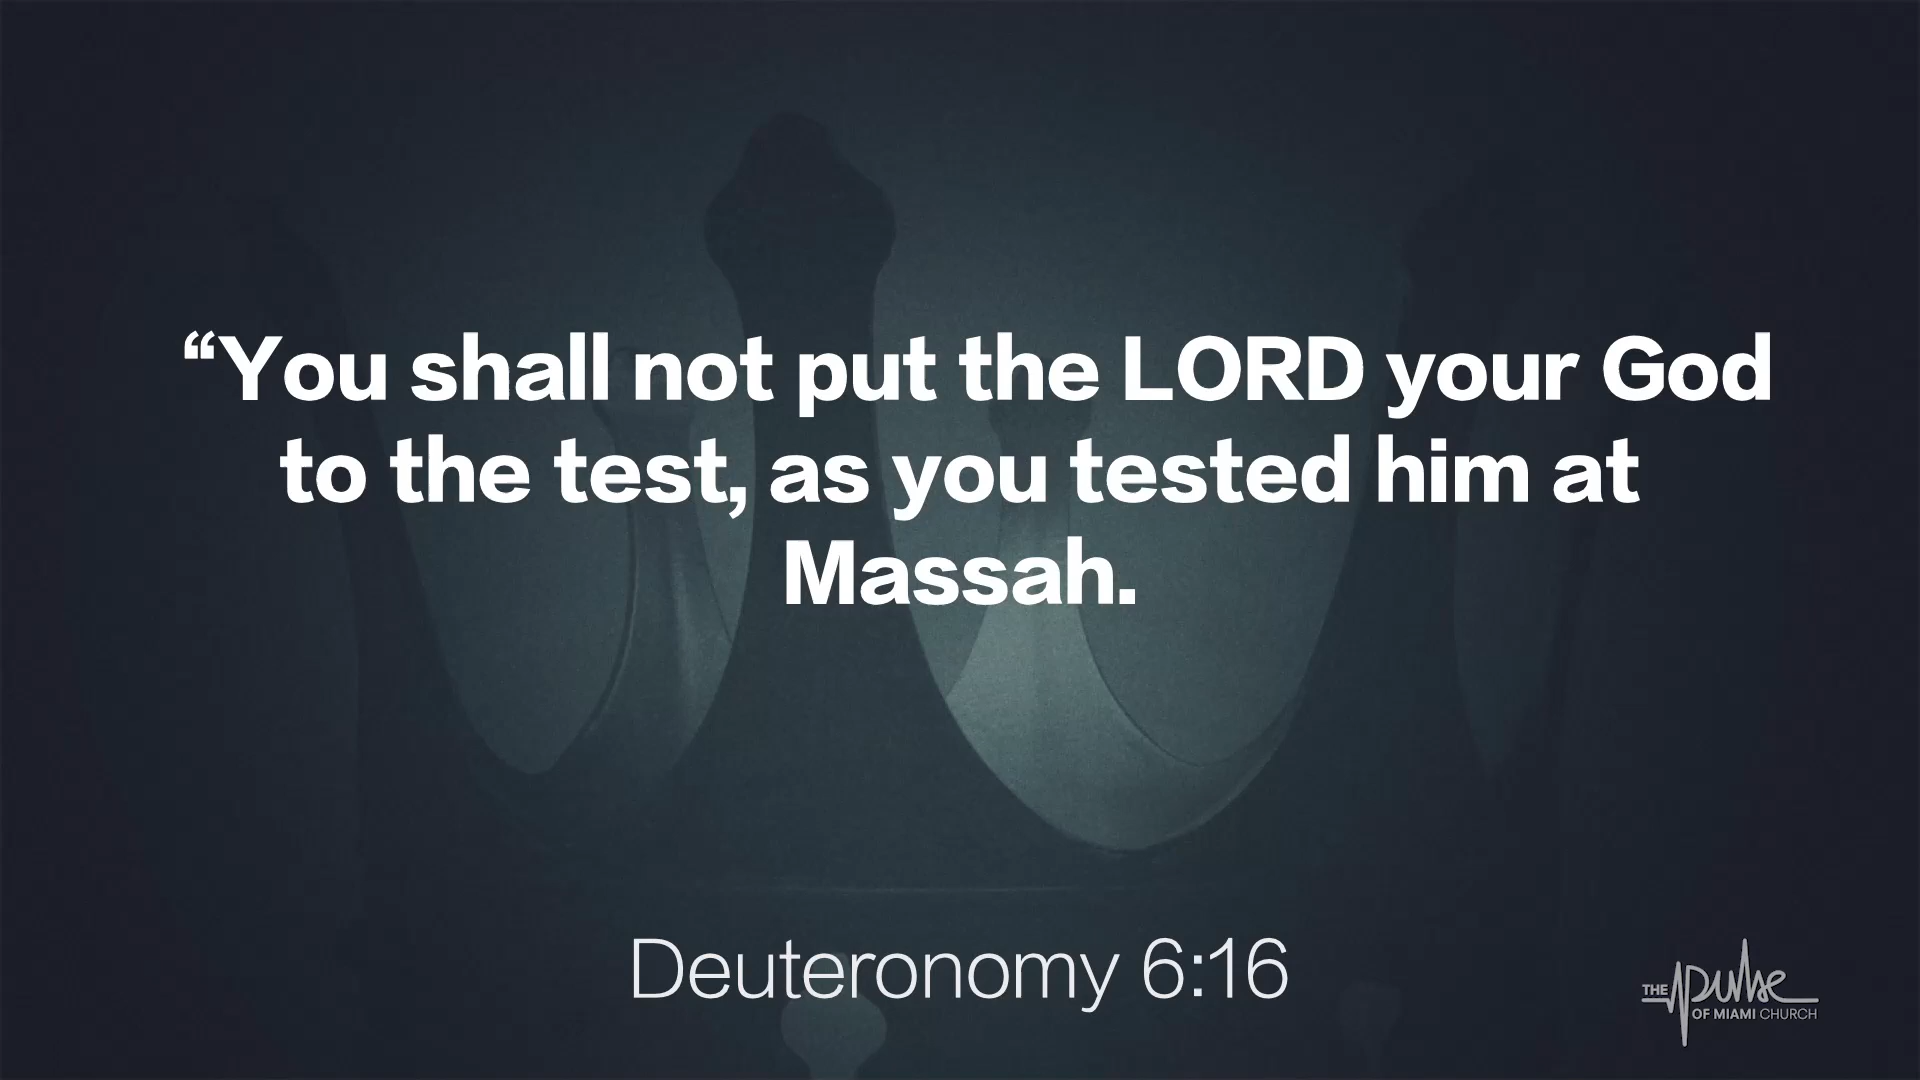 “You shall not put the LORD your God
to the test, as you tested him at
Massah.
Deuteronomy 6:16
THE pulse
OF MIAMI CHURCH